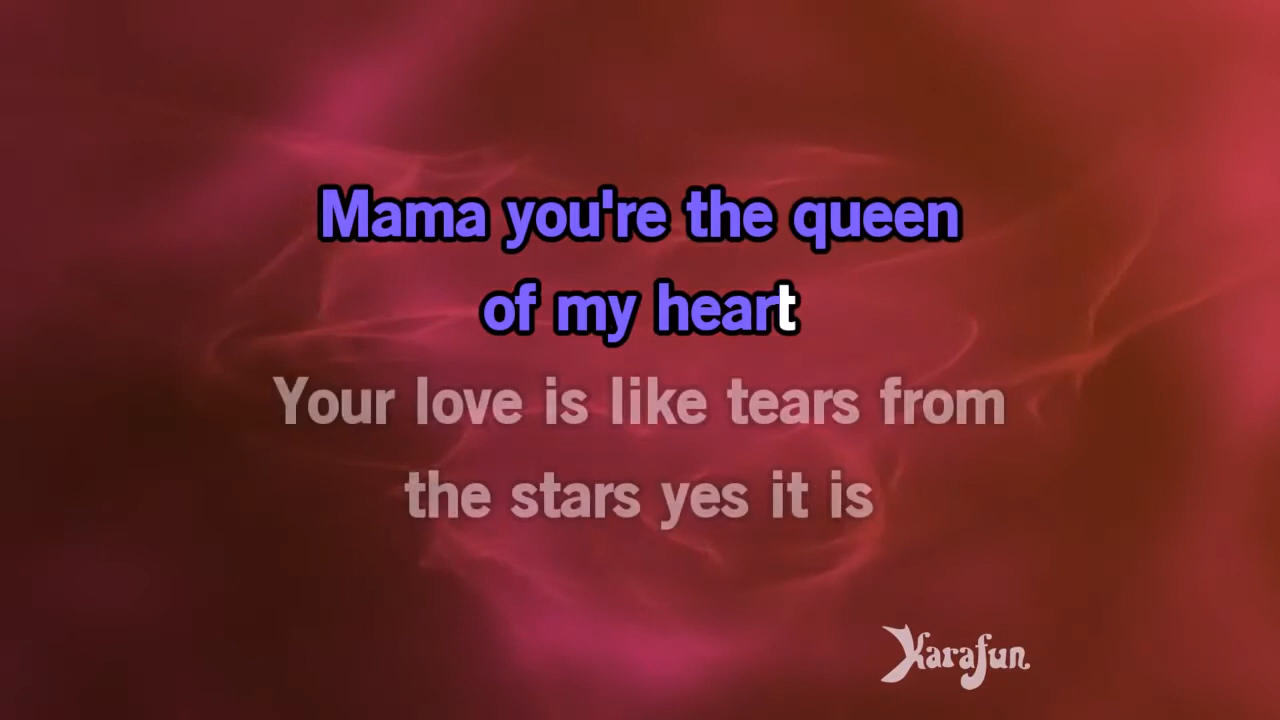 Mama you're the queen
of my heart
Your love is like tears from
the stars yes it is
Karafun